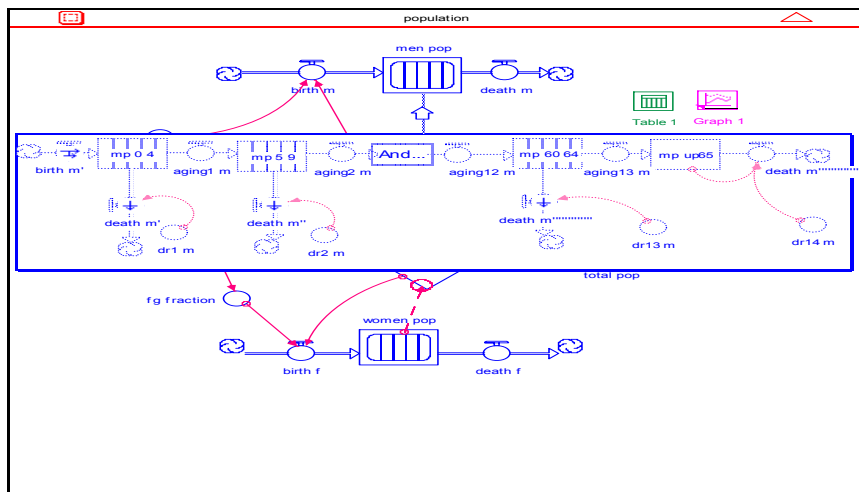 population
men pop
birth m
death m
Table 1
Graph 1
mp 0 4
mp 5 9
And...
mp 60 64
mp up65
birth m'
aging1 m
aging2 m
aging12 m
aging13 m
death m''''''''''''''
death m'
death m''
death m'''''''''''''
dr1 m
dr2 m
dr13 m
dr14 m
total pop
fg fraction
women pop
birth f
death f